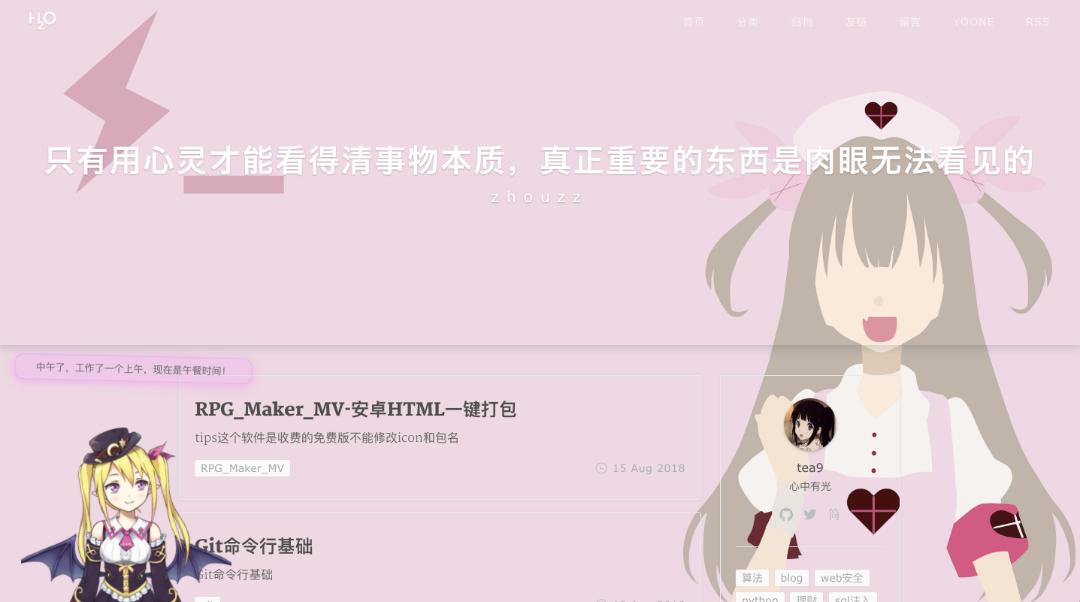 H2O
首页 分类 归档 友链 留言 YOONE RSS
只有用心灵才能看得清事物本质，真正重要的东西是肉眼无法看见的
zhouzz
中午了，工作了一个上午，现在是午餐时间！
RPG_Maker_MV-安卓HTML一键打包
tips这个软件是收费的免费版不能修改icon和包名
RPG_Maker_MV
15 Aug 2018
Git命令行基础
Git命令行基础
tea9
心中有光
简
算法 blog web安全
python 理财 sql注入